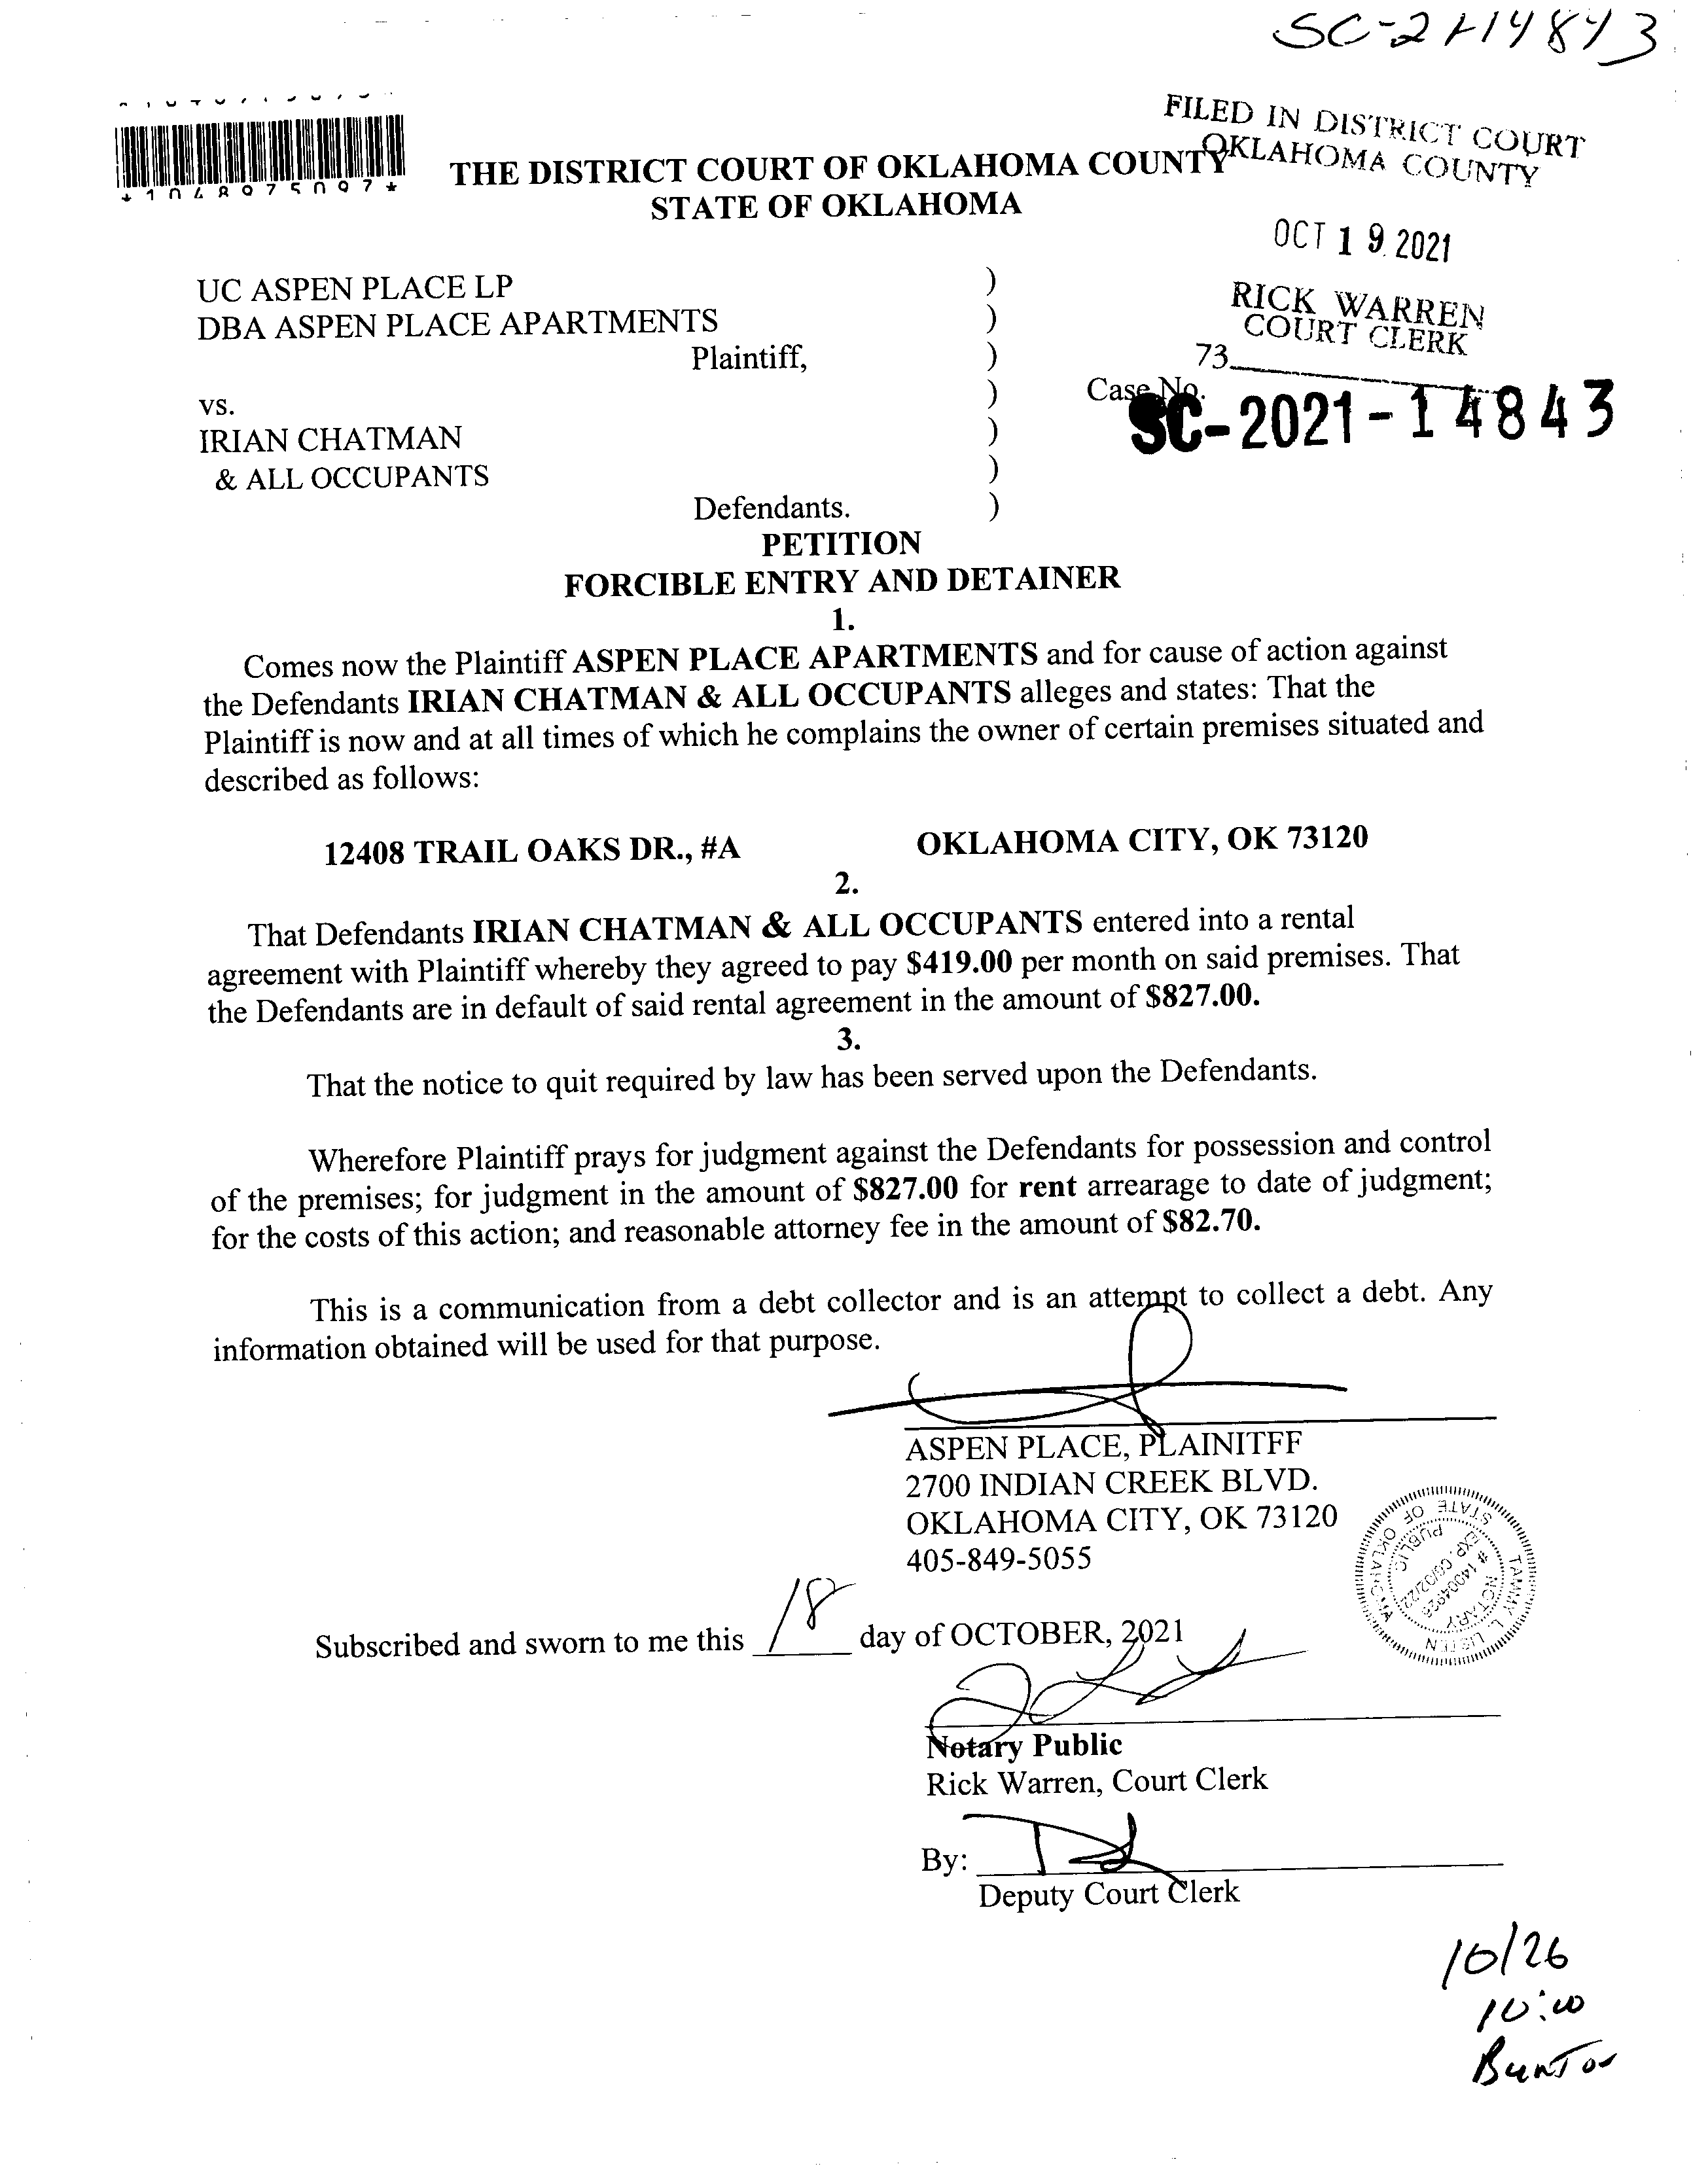 SC-21-14843
*1048975097*
FILED IN DISTRICT COURT
OKLAHOMA COUNTY
THE DISTRICT COURT OF OKLAHOMA COUNTY
STATE OF OKLAHOMA
OCT 19 2021
RICK WARREN
COURT CLERK
73
UC ASPEN PLACE LP )
DBA ASPEN PLACE APARTMENTS )
Plaintiff, )
) Case No.
SC-2021-14843
vs.
IRIAN CHATMAN )
& ALL OCCUPANTS )
Defendants. )
PETITION
FORCIBLE ENTRY AND DETAINER
1.
Comes now the Plaintiff ASPEN PLACE APARTMENTS and for cause of action against
the Defendants IRIAN CHATMAN & ALL OCCUPANTS alleges and states: That the
Plaintiff is now and at all times of which he complains the owner of certain premises situated and
described as follows:
12408 TRAIL OAKS DR., #A OKLAHOMA CITY, OK 73120
2.
That Defendants IRIAN CHATMAN & ALL OCCUPANTS entered into a rental
agreement with Plaintiff whereby they agreed to pay $419.00 per month on said premises. That
the Defendants are in default of said rental agreement in the amount of $827.00.
3.
That the notice to quit required by law has been served upon the Defendants.
Wherefore Plaintiff prays for judgment against the Defendants for possession and control
of the premises; for judgment in the amount of $827.00 for rent arrearage to date of judgment;
for the costs of this action; and reasonable attorney fee in the amount of $82.70.
This is a communication from a debt collector and is an attempt to collect a debt. Any
information obtained will be used for that purpose.
ASPEN PLACE, PLAINITFF
2700 INDIAN CREEK BLVD.
OKLAHOMA CITY, OK 73120
405-849-5055
TAMMY L. LISTEN
STATE OF OKLAHOMA
NOTARY PUBLIC
EXP.
Subscribed and sworn to me this 18 day of OCTOBER, 2021
Notary Public
Rick Warren, Court Clerk
By:
Deputy Court Clerk
10/26
10:00